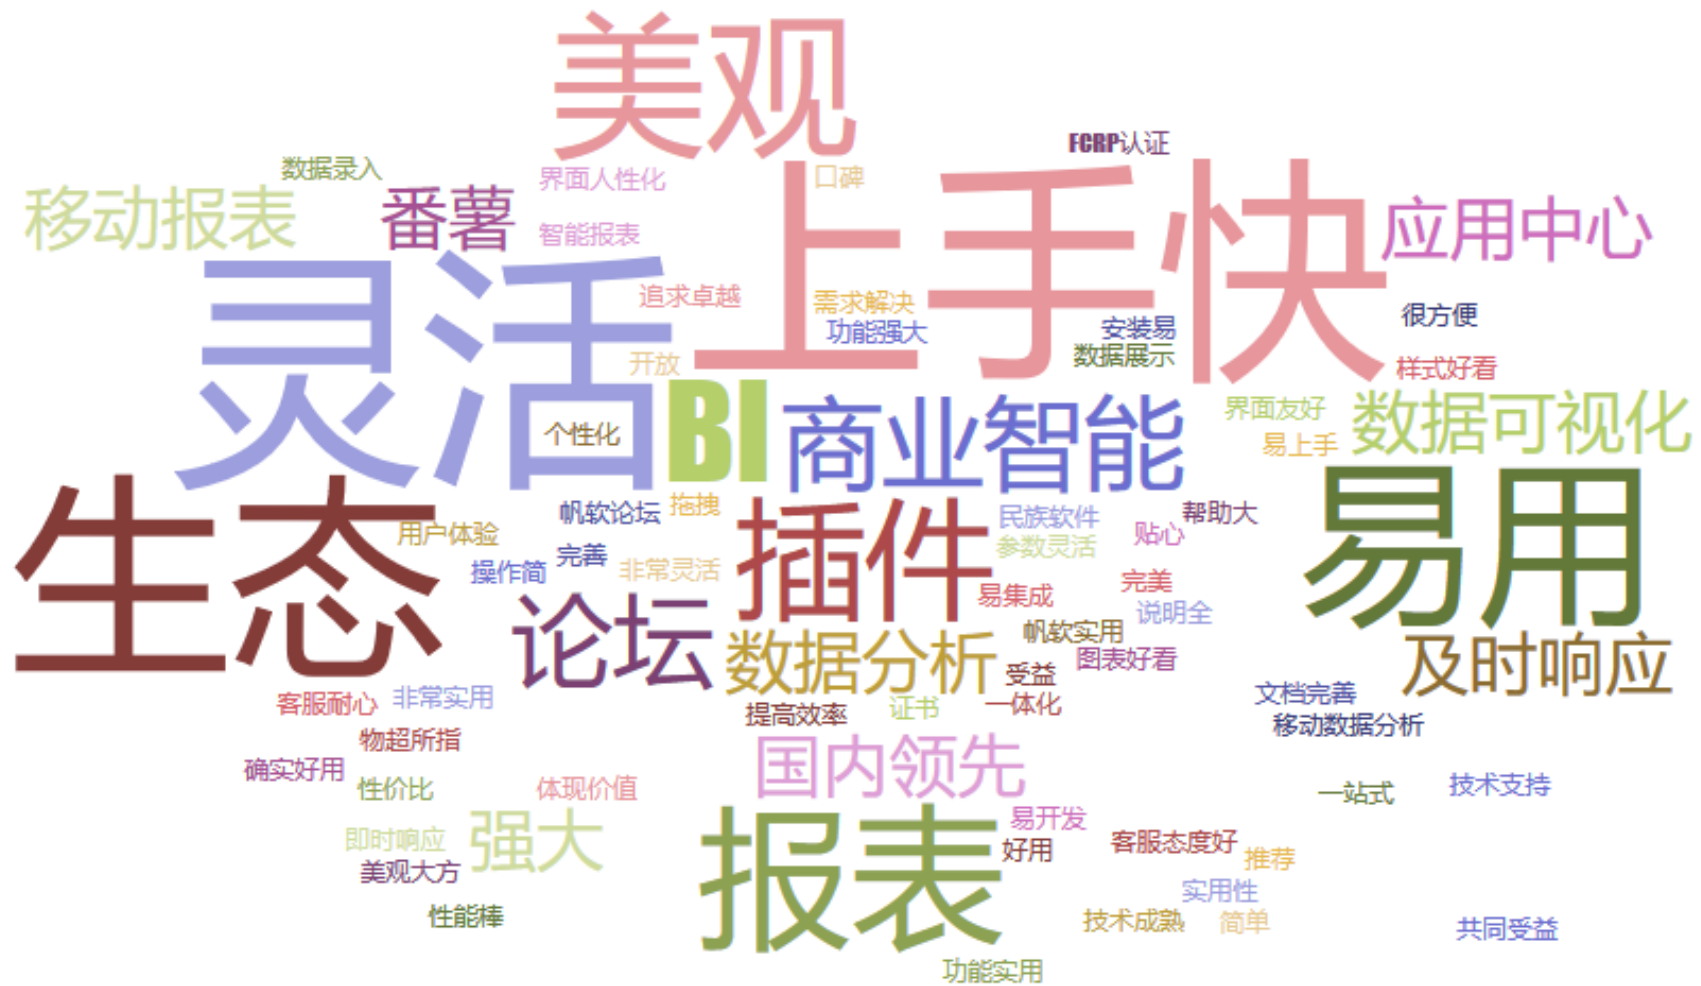 美观
FCRP认证
数据录入
界面人性化
口碑
移动报表
番薯
智能报表
上手快
应用中心
灵活
追求卓越
需求解决
功能强大
安装易
很方便
数据展示
开放
样式好看
BI
商业智能
个性化
界面友好
易上手
数据可视化
生态
用户体验
帆软论坛
拖拽
插件
民族软件
帮助大
贴心
参数灵活
易用
操作简
完善
非常灵活
易集成
完美
说明全
论坛
数据分析
帆软实用
图表好看
受益
及时响应
客服耐心
非常实用
提高效率
证书
一体化
文档完善
移动数据分析
物超所指
确实好用
国内领先
性价比
体现价值
一站式
技术支持
即时响应
强大
美观大方
报表
易开发
好用
客服态度好
推荐
实用性
性能棒
技术成熟
简单
共同受益
功能实用